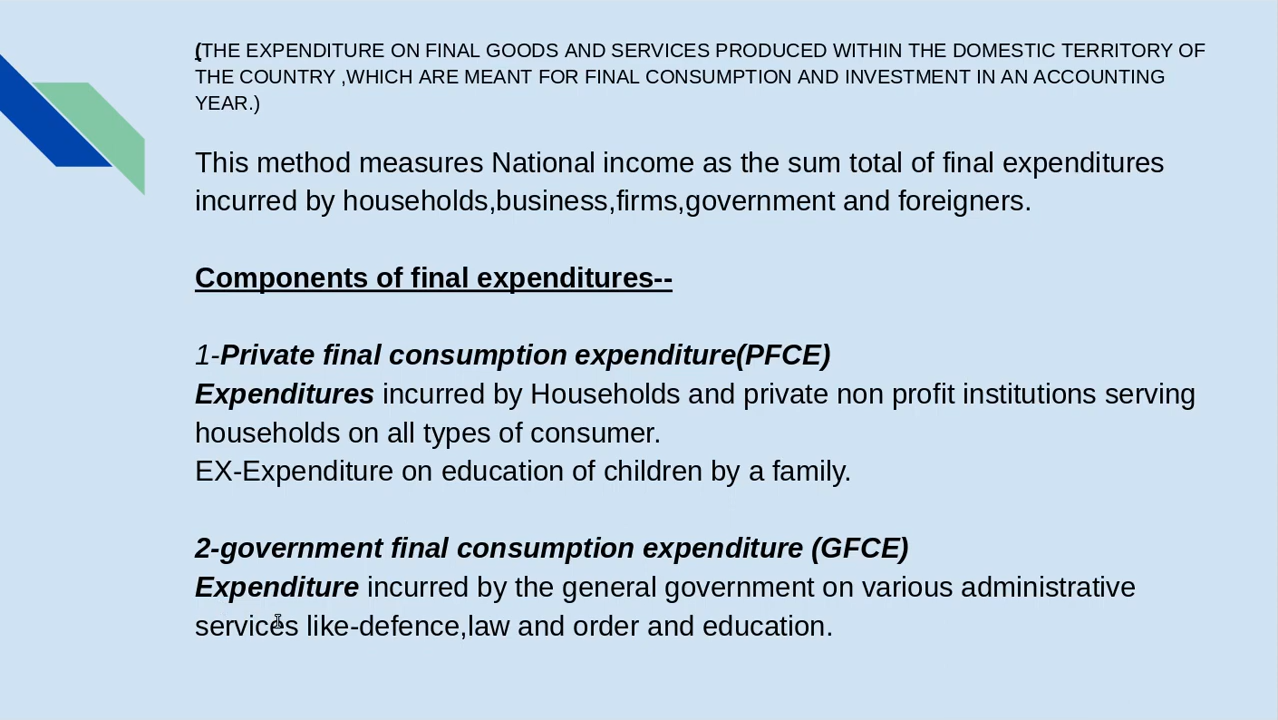 (THE EXPENDITURE ON FINAL GOODS AND SERVICES PRODUCED WITHIN THE DOMESTIC TERRITORY OF
THE COUNTRY ,WHICH ARE MEANT FOR FINAL CONSUMPTION AND INVESTMENT IN AN ACCOUNTING
YEAR.)
This method measures National income as the sum total of final expenditures
incurred by households,business,firms,government and foreigners.
Components of final expenditures--
1-Private final consumption expenditure(PFCE)
Expenditures incurred by Households and private non profit institutions serving
households on all types of consumer.
EX-Expenditure on education of children by a family.
2-government final consumption expenditure (GFCE)
Expenditure incurred by the general government on various administrative
services like-defence,law and order and education.